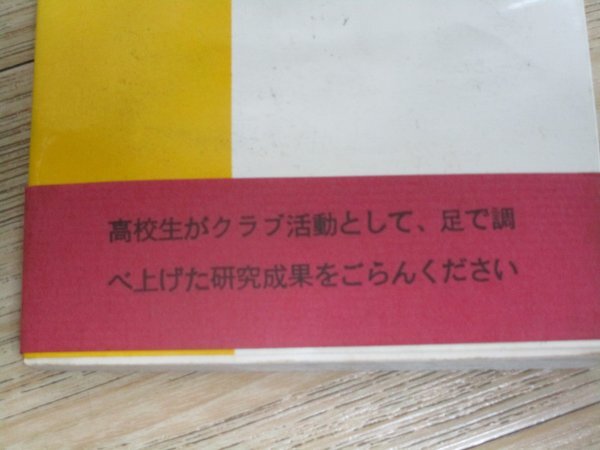 高校生がクラブ活動として、足で調
べ上げた研究成果をごらんください